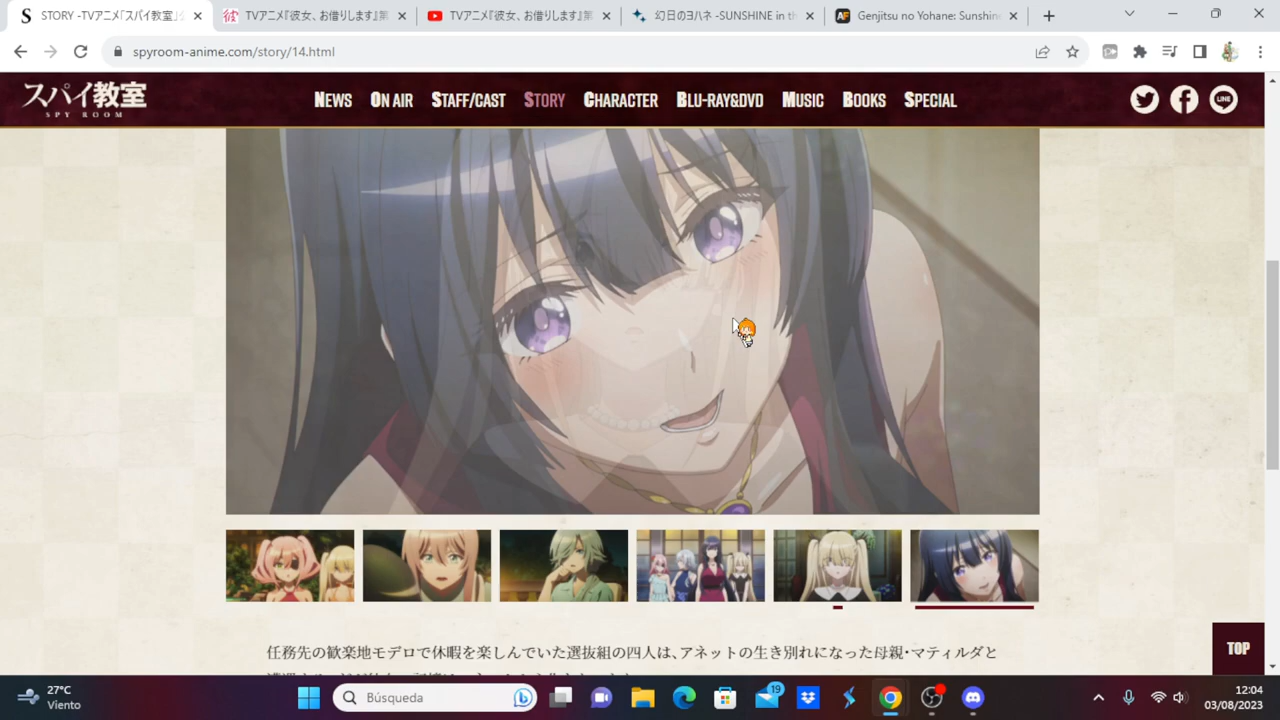 STORY -TVアニメ「スパイ教室」
TVアニメ『彼女、お借りします』第
TVアニメ『彼女、お借りします』第
幻日のヨハネ -SUNSHINE in th
Genjitsu no Yohane: Sunshine
spyroom-anime.com/story/14.html
スパイ教室
SPY ROOM
NEWS ON AIR STAFF/CAST STORY CHARACTER BLU-RAY&DVD MUSIC BOOKS SPECIAL
LINE
任務先の歓楽地モデロで休暇を楽しんでいた選抜組の四人は、アネットの生き別れになった母親・マティルダと
TOP
27°C
Viento
Búsqueda
19
12:04
03/08/2023